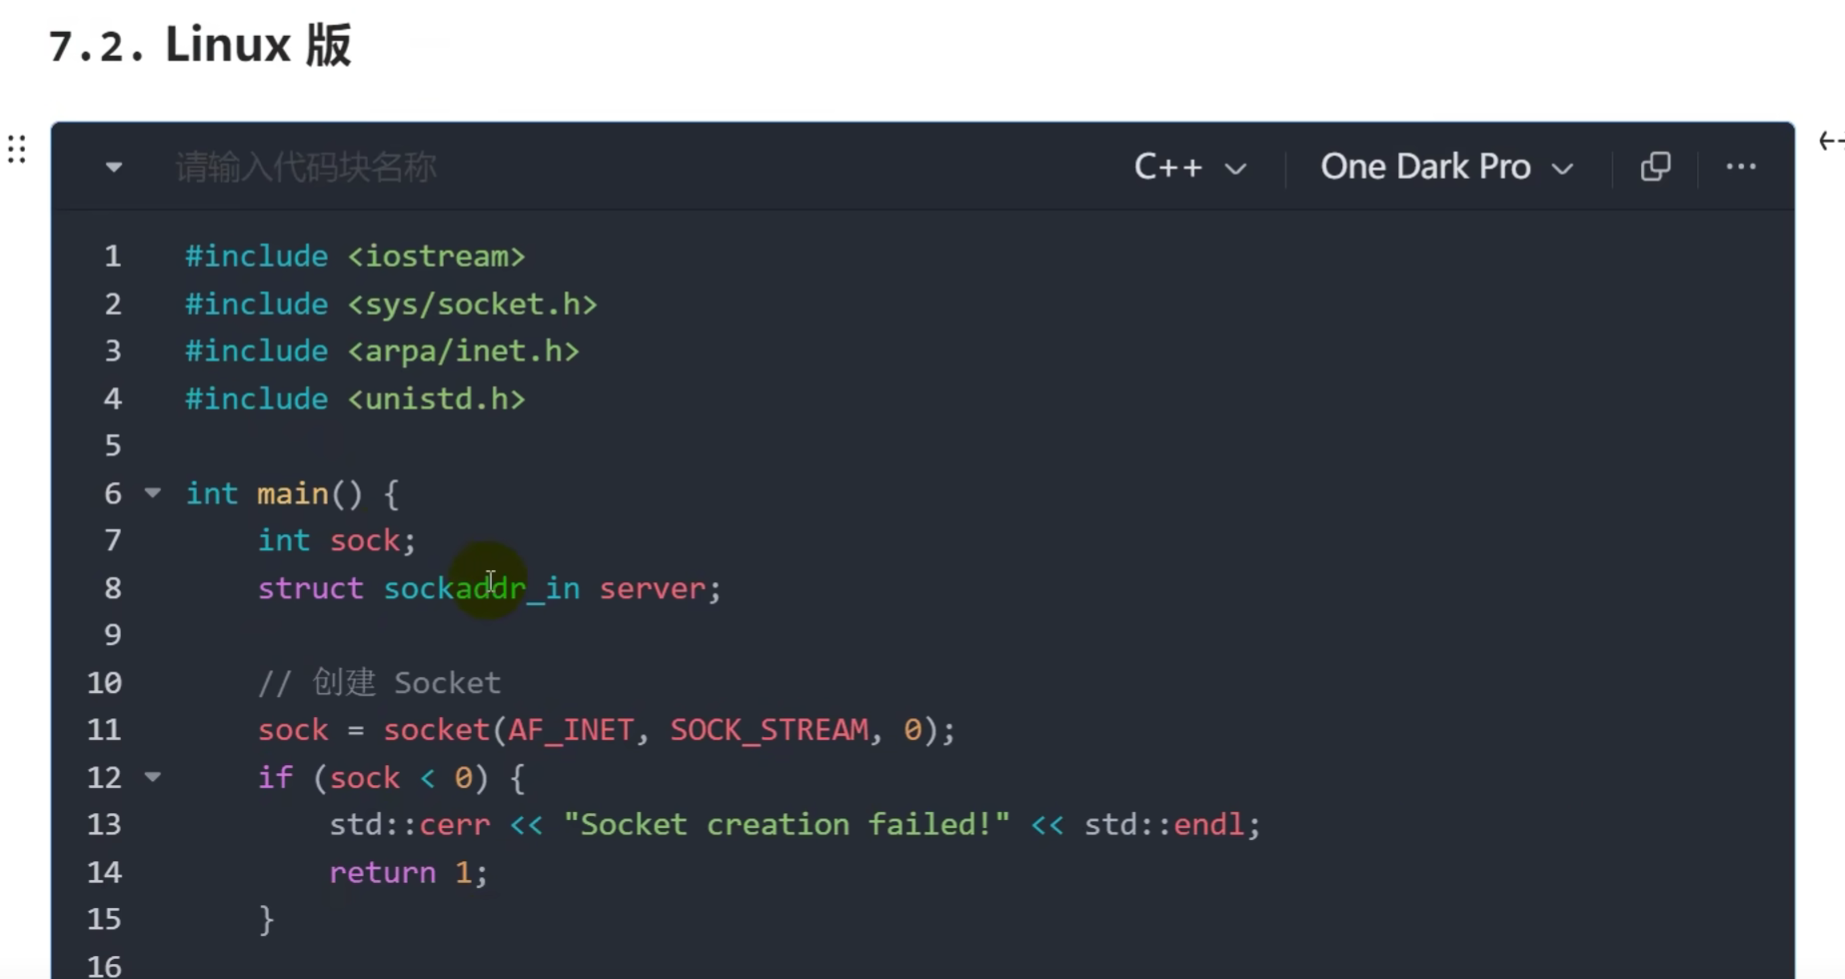 7.2. Linux 版
请输入代码块名称 C++ One Dark Pro
1 #include <iostream>
2 #include <sys/socket.h>
3 #include <arpa/inet.h>
4 #include <unistd.h>
5
6 int main() {
7     int sock;
8     struct sockaddr_in server;
9
10     // 创建 Socket
11     sock = socket(AF_INET, SOCK_STREAM, 0);
12     if (sock < 0) {
13         std::cerr << "Socket creation failed!" << std::endl;
14         return 1;
15     }
16